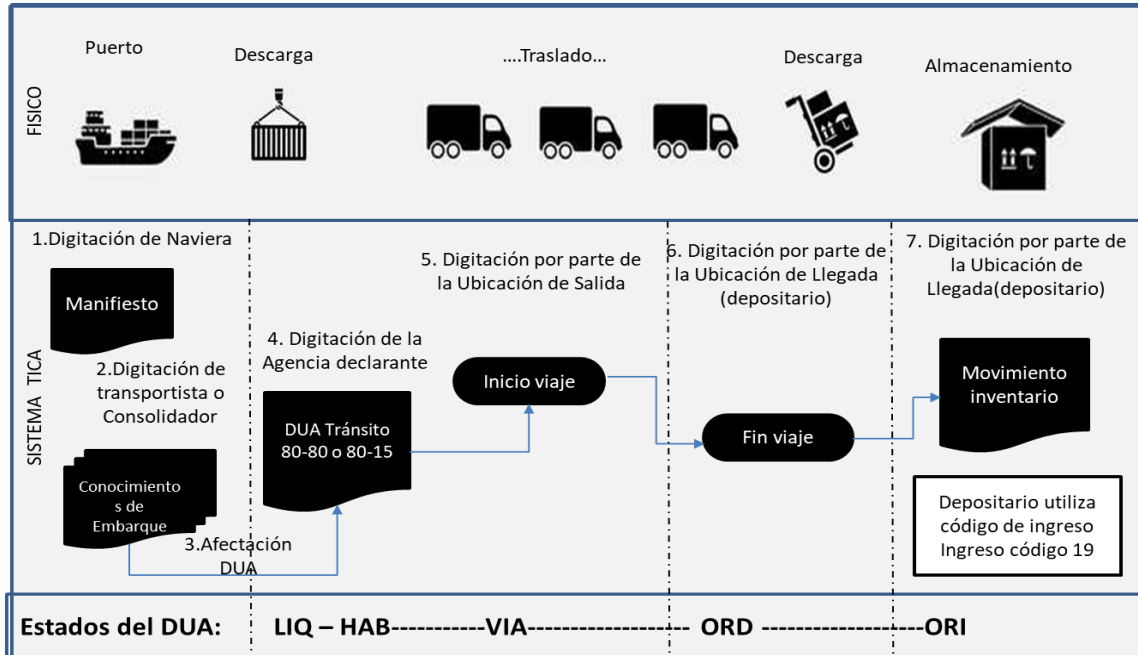 Puerto
Descarga
....Traslado...
Descarga
Almacenamiento
FISICO
SISTEMA TICA
1.Digitación de Naviera
Manifiesto
2.Digitación de
transportista o
Consolidador
Conocimiento
s de
Embarque
3.Afectación
DUA
4. Digitación de la
Agencia declarante
DUA Tránsito
80-80 o 80-15
5. Digitación por parte de
la Ubicación de Salida
Inicio viaje
6. Digitación por parte de
la Ubicación de Llegada
(depositario)
Fin viaje
7. Digitación por parte de
la Ubicación de
Llegada(depositario)
Movimiento
inventario
Depositario utiliza
código de ingreso
Ingreso código 19
Estados del DUA: LIQ – HAB-----------VIA------------------- ORD -------------------ORI